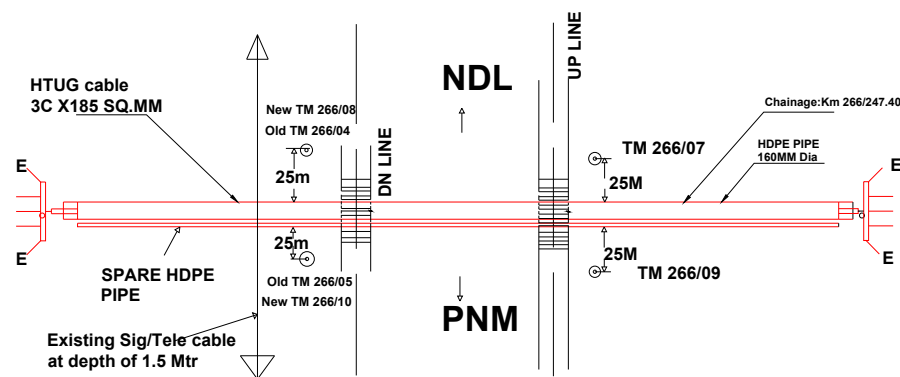 NDL
UP LINE
HTUG cable
3C X185 SQ.MM
New TM 266/08
Old TM 266/04
Chainage:Km 266/247.40
TM 266/07
HDPE PIPE
160MM Dia
DN LINE
E
E
25m
25M
25m
25M
E
E
SPARE HDPE
PIPE
Old TM 266/05
New TM 266/10
TM 266/09
PNM
Existing Sig/Tele cable
at depth of 1.5 Mtr